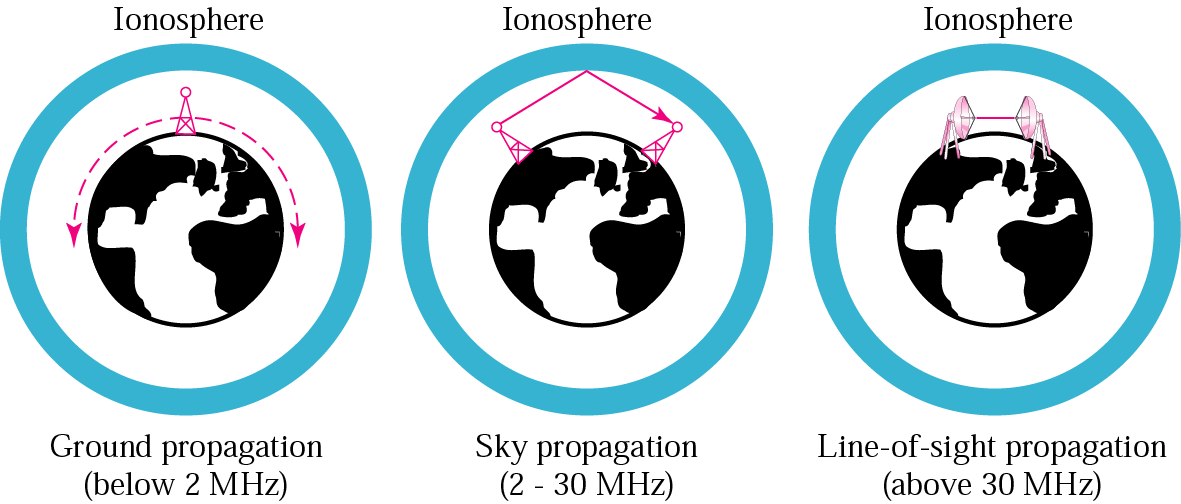 Ionosphere
Ionosphere
Ionosphere
Ground propagation
(below 2 MHz)
Sky propagation
(2 - 30 MHz)
Line-of-sight propagation
(above 30 MHz)